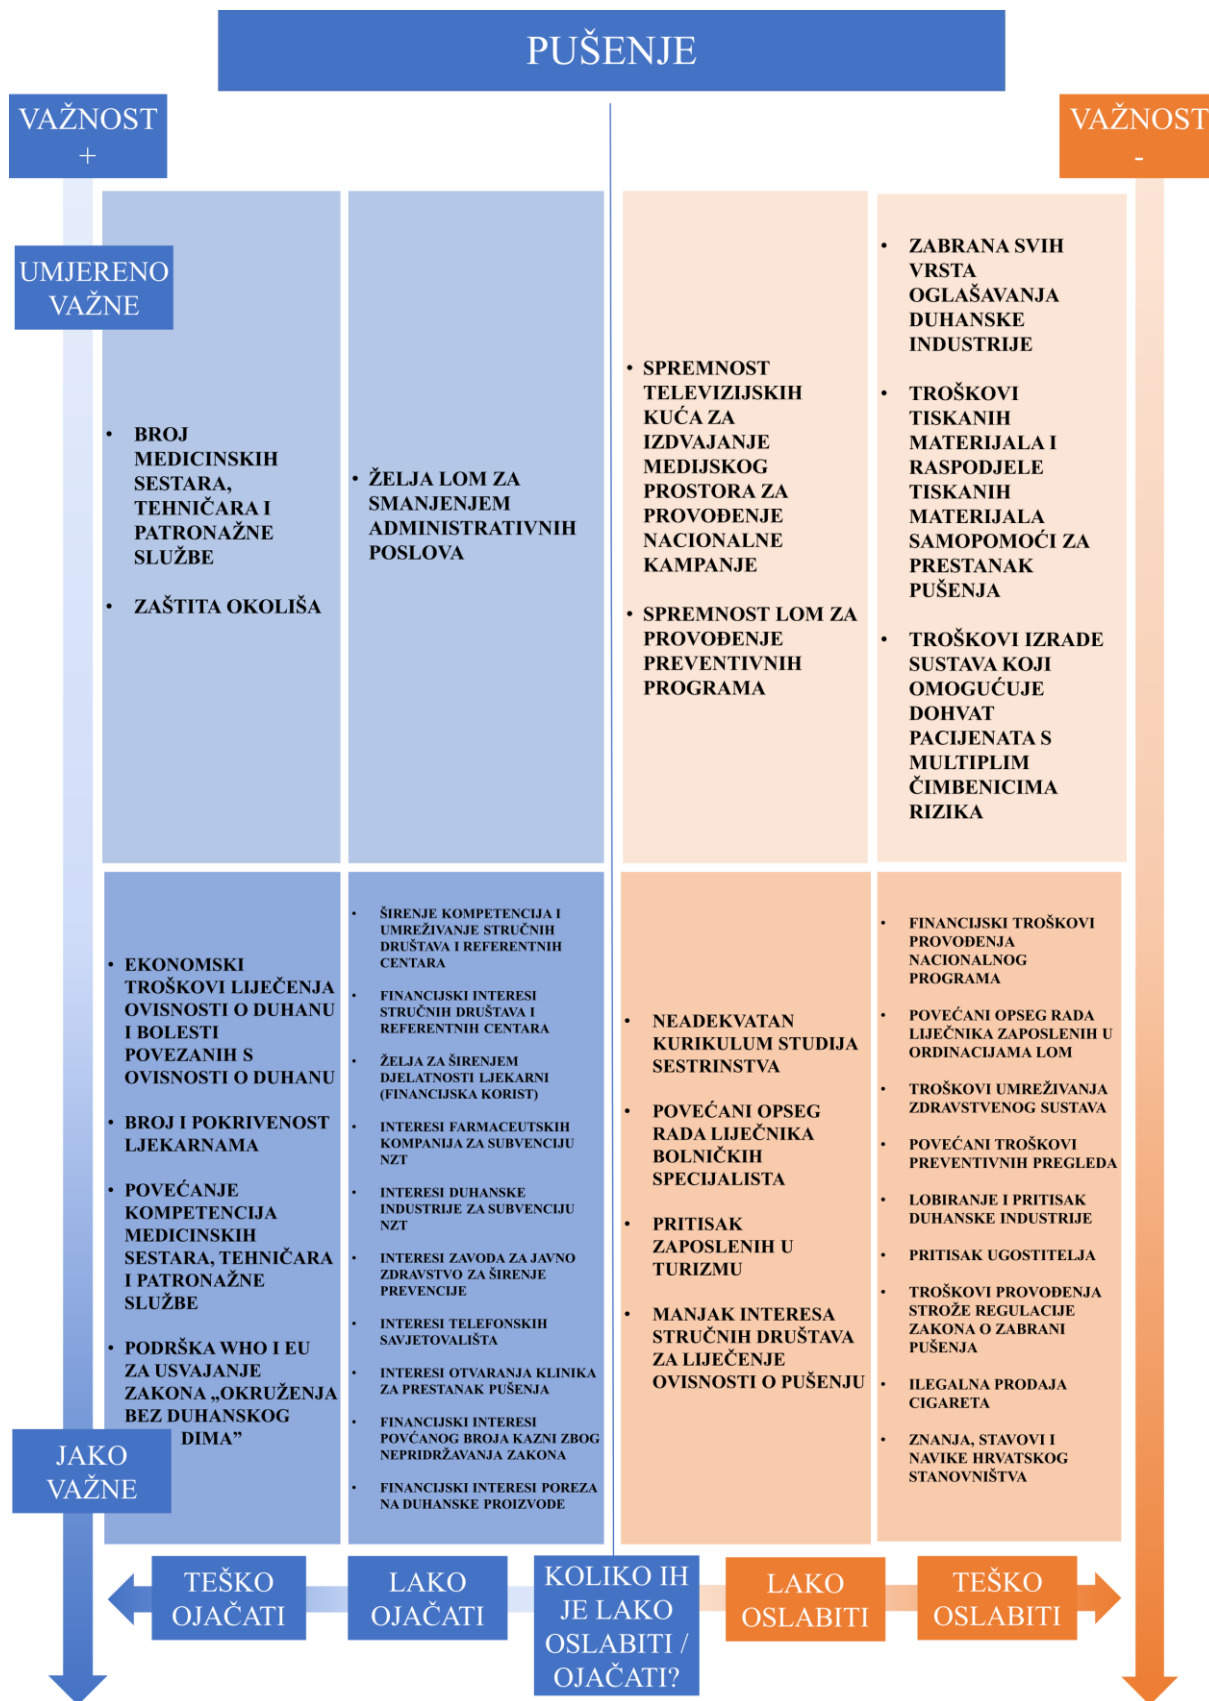 PUŠENJE
VAŽNOST
+
VAŽNOST
-
UMJERENO
VAŽNE
• BROJ
MEDICINSKIH
SESTARA,
TEHNIČARA I
PATRONAŽNE
SLUŽBE
• ZAŠTITA OKOLIŠA
• ŽELJA LOM ZA
SMANJENJEM
ADMINISTRATIVNIH
POSLOVA
• SPREMNOST
TELEVIZIJSKIH
KUĆA ZA
IZDVAJANJE
MEDIJSKOG
PROSTORA ZA
PROVOĐENJE
NACIONALNE
KAMPANJE
• SPREMNOST LOM ZA
PROVOĐENJE
PREVENTIVNIH
PROGRAMA
• ZABRANA SVIH
VRSTA
OGLAŠAVANJA
DUHANSKE
INDUSTRIJE
• TROŠKOVI
TISKANIH
MATERIJALA I
RASPODJELE
TISKANIH
MATERIJALA
SAMOPOMOĆI ZA
PRESTANAK
PUŠENJA
• TROŠKOVI IZRADE
SUSTAVA KOJI
OMOGUĆUJE
DOHVAT
PACIJENATA S
MULTIPLIM
ČIMBENICIMA
RIZIKA
• EKONOMSKI
TROŠKOVI LIJEČENJA
OVISNOSTI O DUHANU
I BOLESTI
POVEZANIH S
OVISNOSTI O DUHANU
• BROJ I POKRIVENOST
LJEKARNAMA
• POVEĆANJE
KOMPETENCIJA
MEDICINSKIH
SESTARA, TEHNIČARA
I PATRONAŽNE
SLUŽBE
• PODRŠKA WHO I EU
ZA USVAJANJE
ZAKONA „OKRUŽENJA
BEZ DUHANSKOG
DIMA”
JAKO
VAŽNE
• ŠIRENJE KOMPETENCIJA I
UMREŽIVANJE STRUČNIH
DRUŠTAVA I REFERENTNIH
CENTARA
• FINANCIJSKI INTERESI
STRUČNIH DRUŠTAVA I
REFERENTNIH CENTARA
• ŽELJA ZA ŠIRENJEM
DJELATNOSTI LJEKARNI
(FINANCIJSKA KORIST)
• INTERESI FARMACEUTSKIH
KOMPANIJA ZA SUBVENCIJU
NZT
• INTERESI DUHANSKE
INDUSTRIJE ZA SUBVENCIJU
NZT
• INTERESI ZAVODA ZA JAVNO
ZDRAVSTVO ZA ŠIRENJE
PREVENCIJE
• INTERESI TELEFONSKIH
SAVJETOVALIŠTA
• INTERESI OTVARANJA KLINIKA
ZA PRESTANAK PUŠENJA
• FINANCIJSKI INTERESI
POVĆANOG BROJA KAZNI ZBOG
NEPRIDRŽAVANJA ZAKONA
• FINANCIJSKI INTERESI POREZA
NA DUHANSKE PROIZVODE
• NEADEKVATAN
KURIKULUM STUDIJA
SESTRINSTVA
• POVEĆANI OPSEG
RADA LIJEČNIKA
BOLNIČKIH
SPECIJALISTA
• PRITISAK
ZAPOSLENIH U
TURIZMU
• MANJAK INTERESA
STRUČNIH DRUŠTAVA
ZA LIJEČENJE
OVISNOSTI O PUŠENJU
• FINANCIJSKI TROŠKOVI
PROVOĐENJA
NACIONALNOG
PROGRAMA
• POVEĆANI OPSEG RADA
LIJEČNIKA ZAPOSLENIH U
ORDINACIJAMA LOM
• TROŠKOVI UMREŽIVANJA
ZDRAVSTVENOG SUSTAVA
• POVEĆANI TROŠKOVI
PREVENTIVNIH PREGLEDA
• LOBIRANJE I PRITISAK
DUHANSKE INDUSTRIJE
• PRITISAK UGOSTITELJA
• TROŠKOVI PROVOĐENJA
STROŽE REGULACIJE
ZAKONA O ZABRANI
PUŠENJA
• ILEGALNA PRODAJA
CIGARETA
• ZNANJA, STAVOVI I
NAVIKE HRVATSKOG
STANOVNIŠTVA
TEŠKO
OJAČATI
LAKO
OJAČATI
KOLIKO IH
JE LAKO
OSLABITI /
OJAČATI?
LAKO
OSLABITI
TEŠKO
OSLABITI